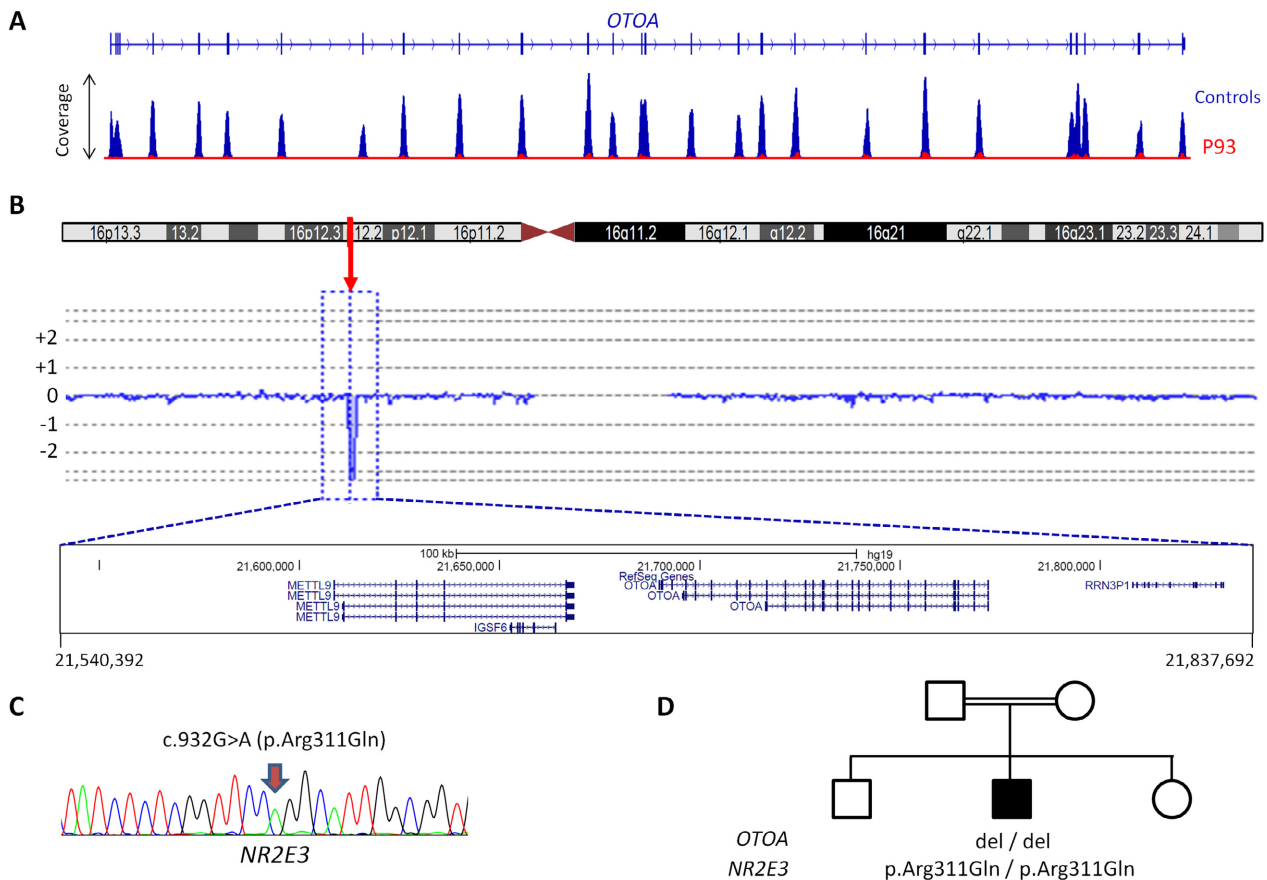 A
OTOA
Coverage
Controls
P93
B
16p13.3 13.2 16p12.3 12.2 p12.1 16p11.2 16q11.2 16q12.1 q12.2 16q21 q22.1 16q23.1 23.2 23.3 24.1
+2
+1
0
-1
-2
100 kb hg19
21,600,000 21,650,000 21,700,000 21,750,000 21,800,000
RefSeq Genes
METTL9 OTOA RRN3P1
METTL9 OTOA
METTL9 OTOA
METTL9
IGSF6
21,540,392 21,837,692
C
c.932G>A (p.Arg311Gln)
NR2E3
D
OTOA del / del
NR2E3 p.Arg311Gln / p.Arg311Gln